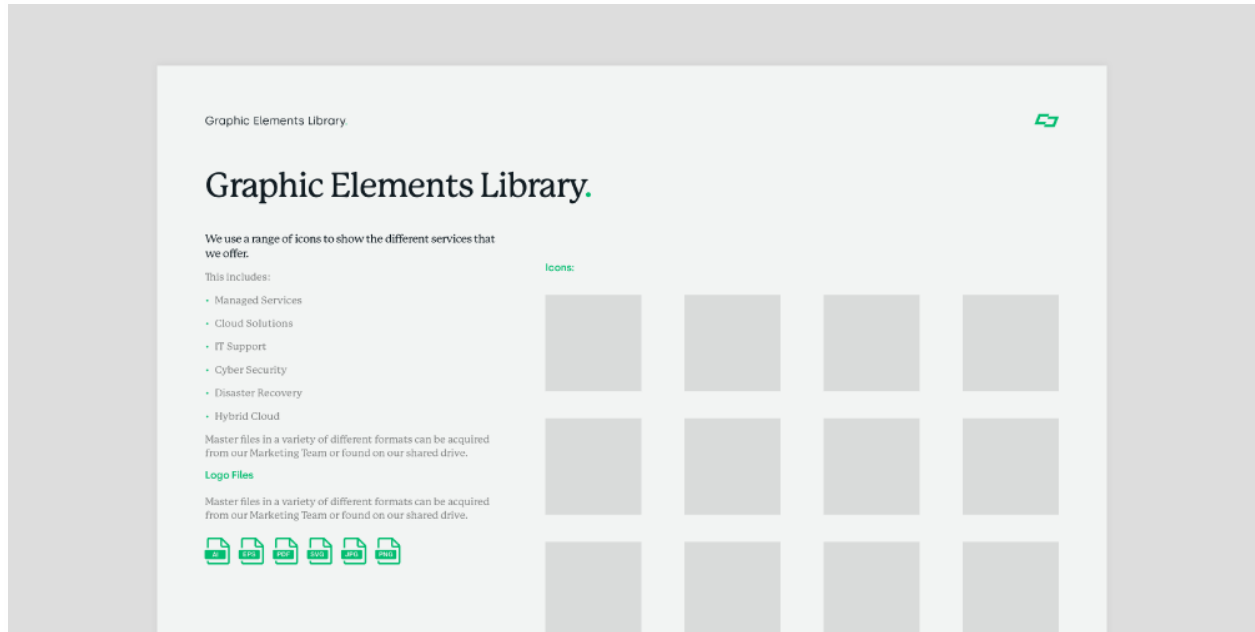 Graphic Elements Library.
Graphic Elements Library.
We use a range of icons to show the different services that
we offer.
This includes:
• Managed Services
• Cloud Solutions
• IT Support
• Cyber Security
• Disaster Recovery
• Hybrid Cloud
Master files in a variety of different formats can be acquired
from our Marketing Team or found on our shared drive.
Logo Files
Master files in a variety of different formats can be acquired
from our Marketing Team or found on our shared drive.
AI EPS PDF SVG JPG PNG
Icons: